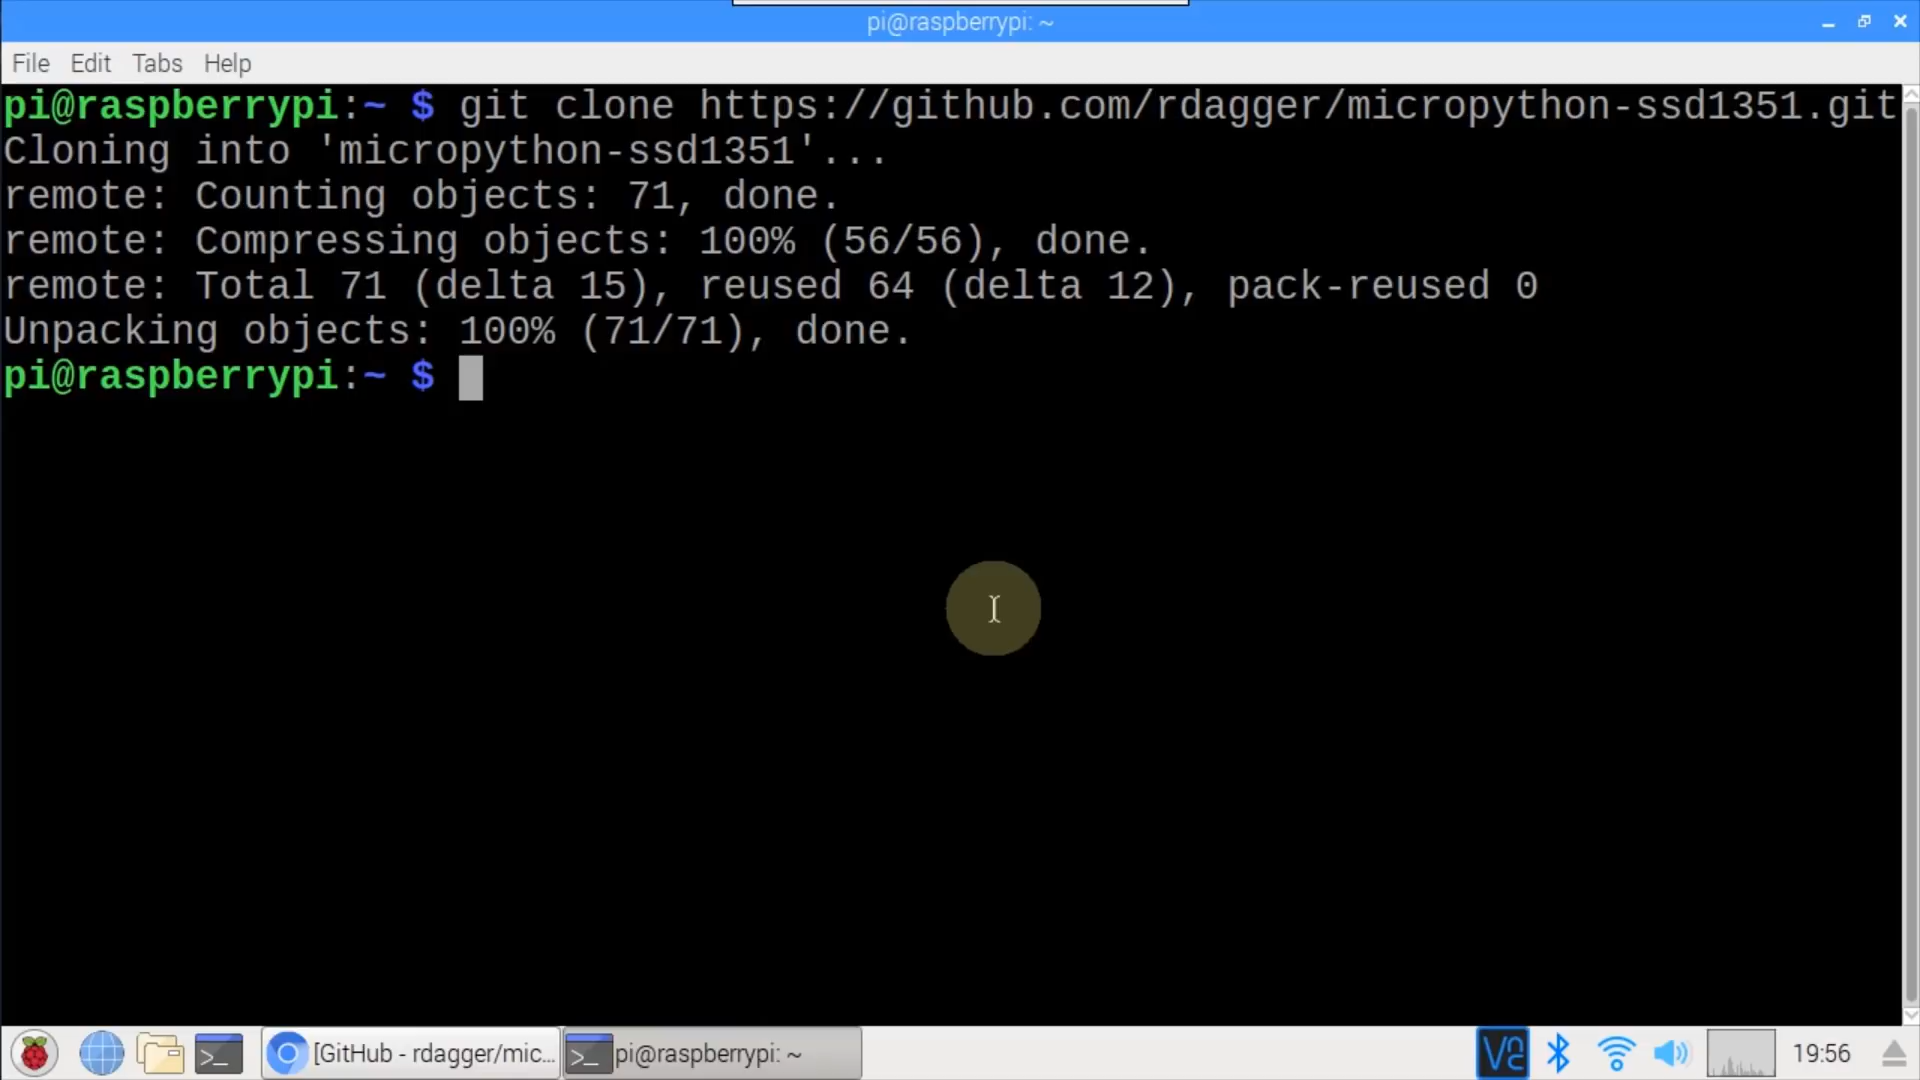 pi@raspberrypi: ~
File Edit Tabs Help
pi@raspberrypi:~ $ git clone https://github.com/rdagger/micropython-ssd1351.git
Cloning into 'micropython-ssd1351'...
remote: Counting objects: 71, done.
remote: Compressing objects: 100% (56/56), done.
remote: Total 71 (delta 15), reused 64 (delta 12), pack-reused 0
Unpacking objects: 100% (71/71), done.
pi@raspberrypi:~ $
[GitHub - rdagger/mic... pi@raspberrypi: ~ 19:56